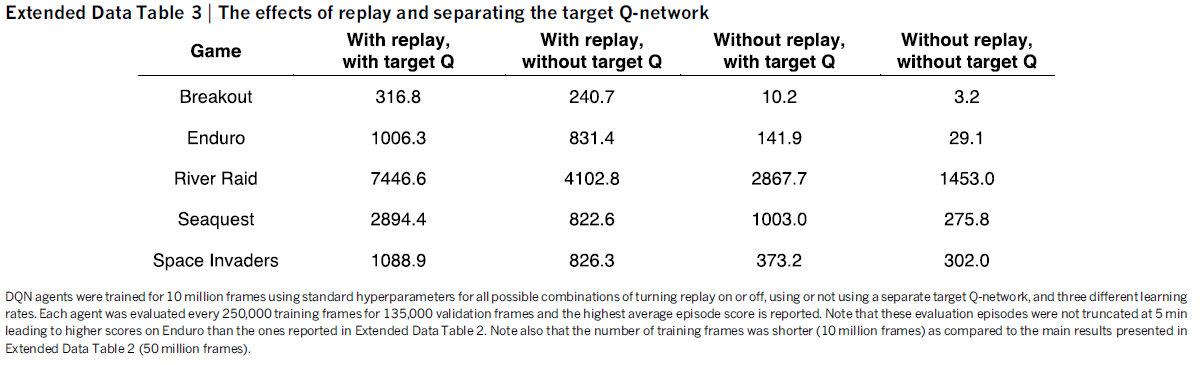 Extended Data Table 3 | The effects of replay and separating the target Q-network
Game With replay, with target Q With replay, without target Q Without replay, with target Q Without replay, without target Q
Breakout 316.8 240.7 10.2 3.2
Enduro 1006.3 831.4 141.9 29.1
River Raid 7446.6 4102.8 2867.7 1453.0
Seaquest 2894.4 822.6 1003.0 275.8
Space Invaders 1088.9 826.3 373.2 302.0
DQN agents were trained for 10 million frames using standard hyperparameters for all possible combinations of turning replay on or off, using or not using a separate target Q-network, and three different learning
rates. Each agent was evaluated every 250,000 training frames for 135,000 validation frames and the highest average episode score is reported. Note that these evaluation episodes were not truncated at 5 min
leading to higher scores on Enduro than the ones reported in Extended Data Table 2. Note also that the number of training frames was shorter (10 million frames) as compared to the main results presented in
Extended Data Table 2 (50 million frames).